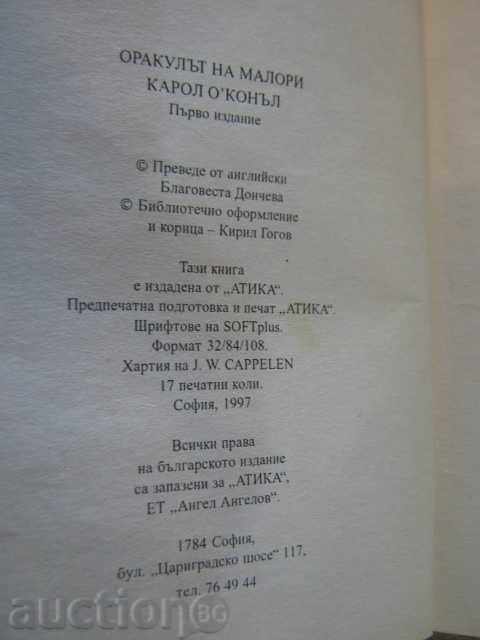 ОРАКУЛЪТ НА МАЛОРИ
КАРОЛ О'КОНЪЛ
Първо издание
© Преведе от английски
Благовеста Дончева
© Библиотечно оформление
и корица – Кирил Гогов
Тази книга
е издадена от „АТИКА“.
Предпечатна подготовка и печат „АТИКА“.
Шрифтове на SOFTplus.
Формат 32/84/108.
Хартия на J. W. CAPPELEN
17 печатни коли.
София, 1997
Всички права
на българското издание
са запазени за „АТИКА“,
ЕТ „Ангел Ангелов“.
1784 София,
бул. „Цариградско шосе“ 117,
тел. 76 49 44
auctionBG